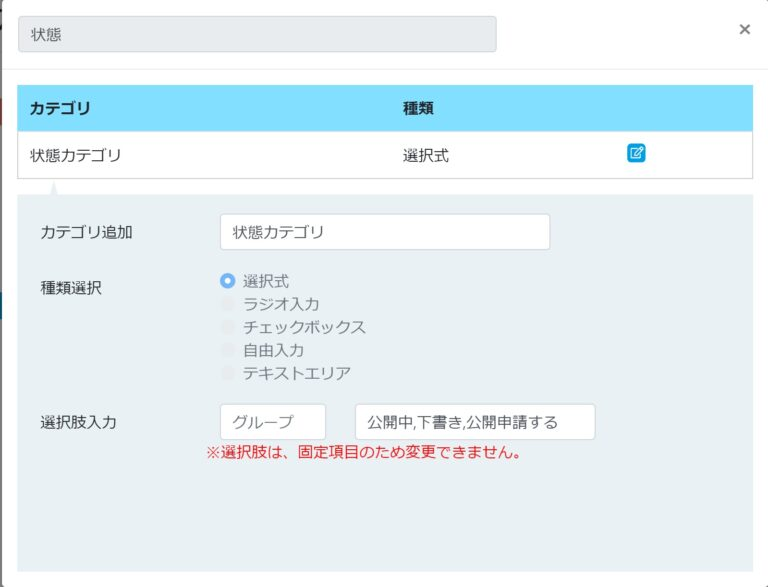 状態
×
カテゴリ 種類
状態カテゴリ 選択式
カテゴリ追加 状態カテゴリ
種類選択 選択式
ラジオ入力
チェックボックス
自由入力
テキストエリア
選択肢入力 グループ 公開中,下書き,公開申請する
※選択肢は、固定項目のため変更できません。